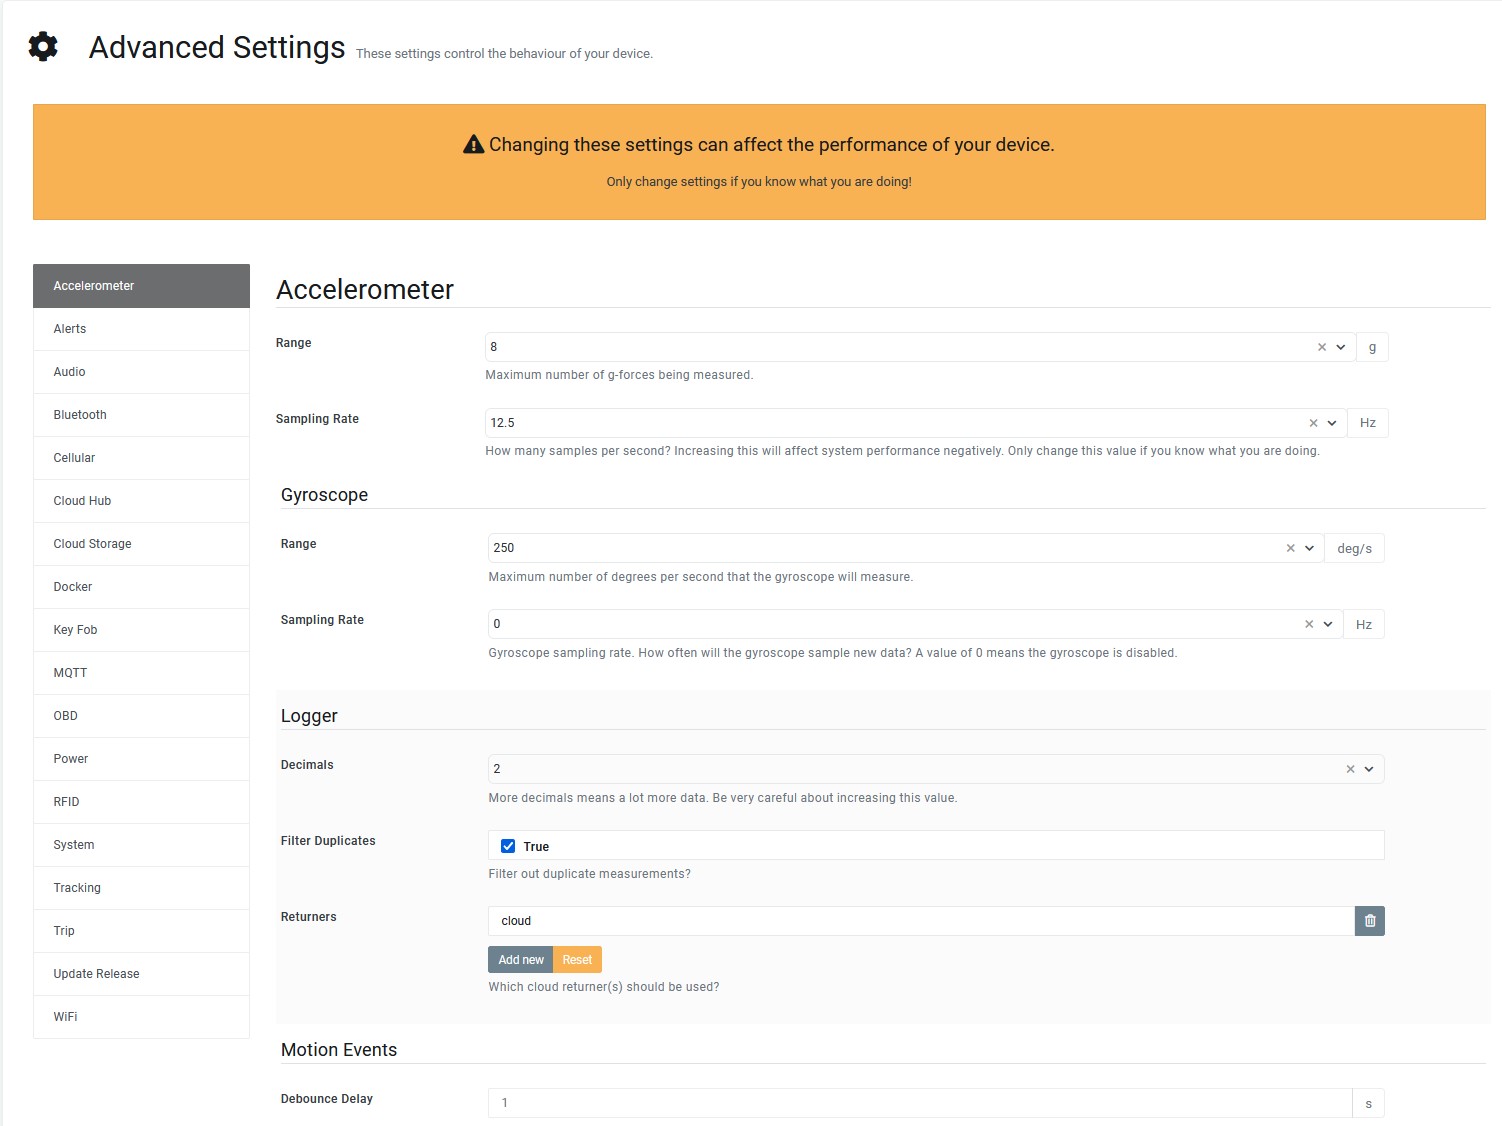 Advanced Settings These settings control the behaviour of your device.
Changing these settings can affect the performance of your device.
Only change settings if you know what you are doing!
Accelerometer
Alerts
Audio
Bluetooth
Cellular
Cloud Hub
Cloud Storage
Docker
Key Fob
MQTT
OBD
Power
RFID
System
Tracking
Trip
Update Release
WiFi
Accelerometer
Range
8
g
Maximum number of g-forces being measured.
Sampling Rate
12.5
Hz
How many samples per second? Increasing this will affect system performance negatively. Only change this value if you know what you are doing.
Gyroscope
Range
250
deg/s
Maximum number of degrees per second that the gyroscope will measure.
Sampling Rate
0
Hz
Gyroscope sampling rate. How often will the gyroscope sample new data? A value of 0 means the gyroscope is disabled.
Logger
Decimals
2
More decimals means a lot more data. Be very careful about increasing this value.
Filter Duplicates
True
Filter out duplicate measurements?
Returners
cloud
Add new Reset
Which cloud returner(s) should be used?
Motion Events
Debounce Delay
1
s